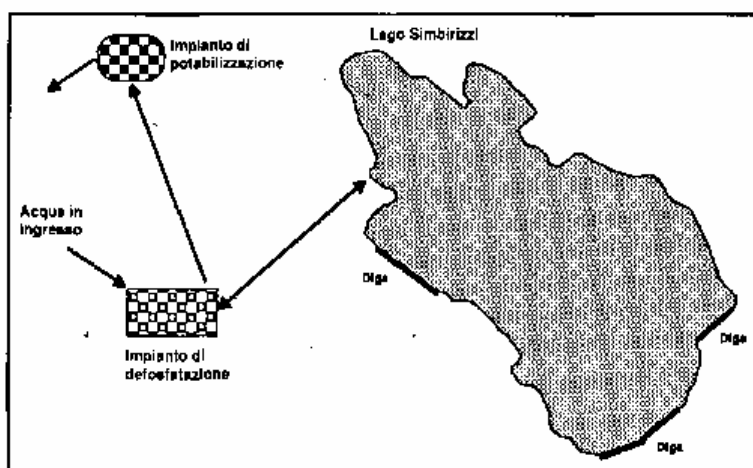 Lago Simbirizzi
Impianto di
potabilizzazione
Acqua in
ingresso
Diga
Impianto di
defosfatazione
Diga
Diga